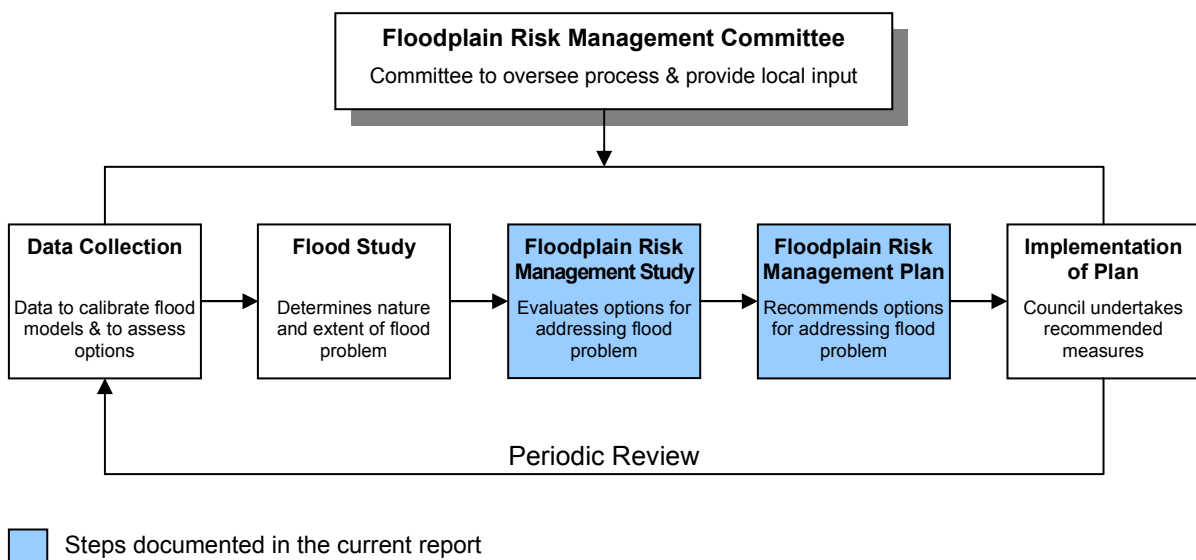 Floodplain Risk Management Committee
Committee to oversee process & provide local input
Data Collection
Data to calibrate flood
models & to assess
options
Flood Study
Determines nature
and extent of flood
problem
Floodplain Risk
Management Study
Evaluates options for
addressing flood
problem
Floodplain Risk
Management Plan
Recommends options
for addressing flood
problem
Implementation
of Plan
Council undertakes
recommended
measures
Periodic Review
Steps documented in the current report